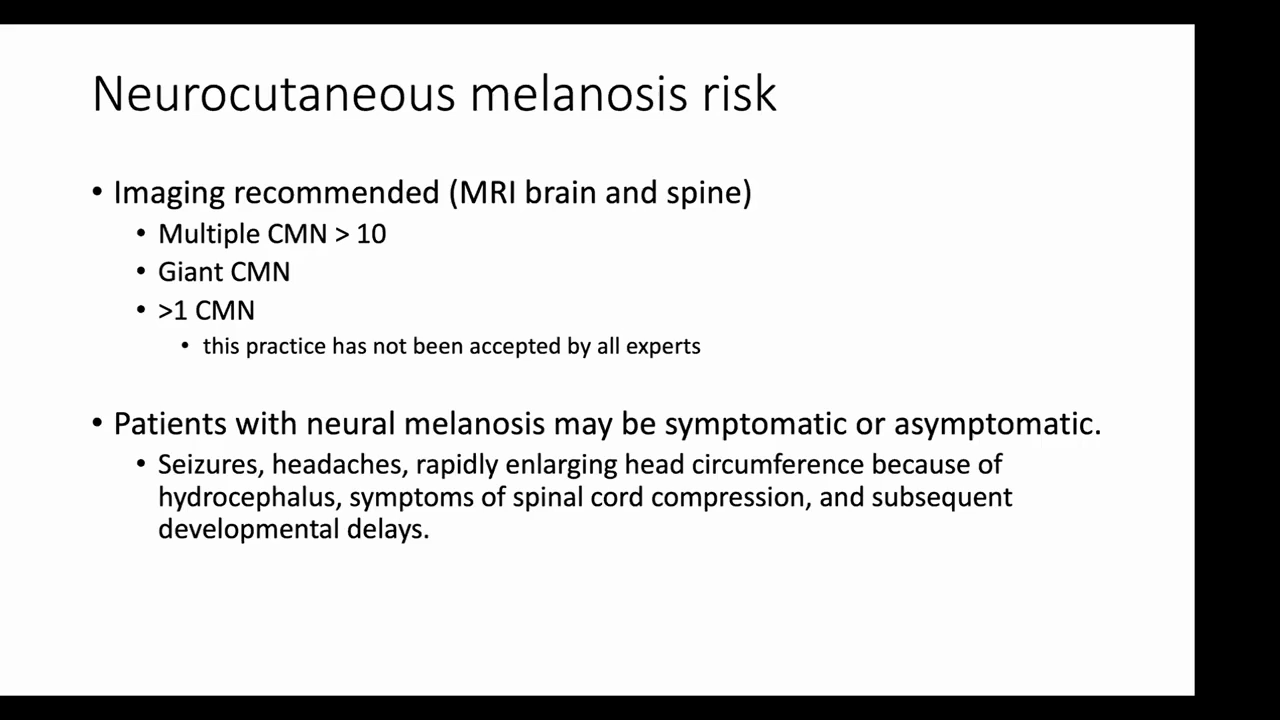 Neurocutaneous melanosis risk
• Imaging recommended (MRI brain and spine)
• Multiple CMN > 10
• Giant CMN
• >1 CMN
• this practice has not been accepted by all experts
• Patients with neural melanosis may be symptomatic or asymptomatic.
• Seizures, headaches, rapidly enlarging head circumference because of
hydrocephalus, symptoms of spinal cord compression, and subsequent
developmental delays.